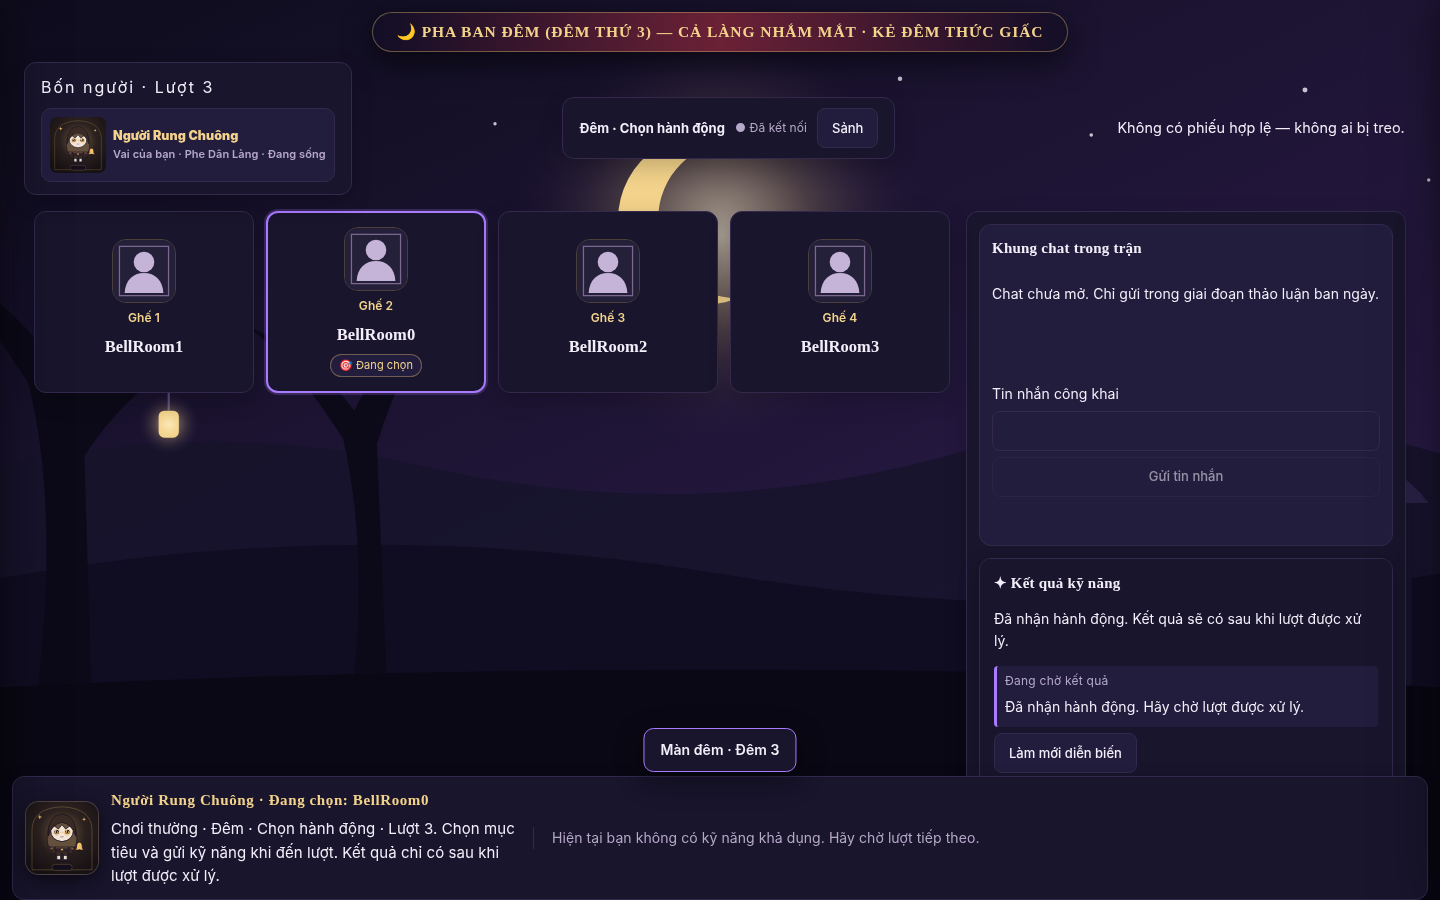 🌙 PHA BAN ĐÊM (ĐÊM THỨ 3) — CẢ LÀNG NHẮM MẮT · KẺ ĐÊM THỨC GIẤC
Bốn người · Lượt 3
Người Rung Chuông
Vai của bạn · Phe Dân Làng · Đang sống
Đêm · Chọn hành động
Đã kết nối
Sảnh
Không có phiếu hợp lệ — không ai bị treo.
Ghế 1
BellRoom1
Ghế 2
BellRoom0
🎯 Đang chọn
Ghế 3
BellRoom2
Ghế 4
BellRoom3
Khung chat trong trận
Chat chưa mở. Chỉ gửi trong giai đoạn thảo luận ban ngày.
Tin nhắn công khai
Gửi tin nhắn
✦ Kết quả kỹ năng
Đã nhận hành động. Kết quả sẽ có sau khi lượt được xử
lý.
Đang chờ kết quả
Đã nhận hành động. Hãy chờ lượt được xử lý.
Làm mới diễn biến
Màn đêm · Đêm 3
Người Rung Chuông · Đang chọn: BellRoom0
Chơi thường · Đêm · Chọn hành động · Lượt 3. Chọn mục
tiêu và gửi kỹ năng khi đến lượt. Kết quả chỉ có sau khi
lượt được xử lý.
Hiện tại bạn không có kỹ năng khả dụng. Hãy chờ lượt tiếp theo.